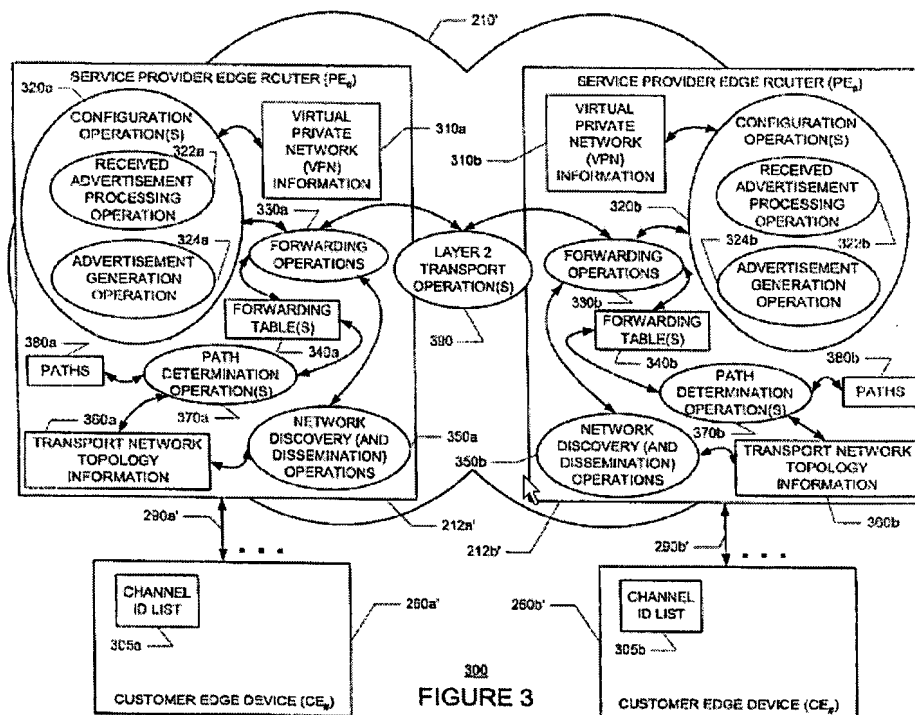 210'
SERVICE PROVIDER EDGE ROUTER (PE#)
320a
CONFIGURATION
OPERATION(S)
322a
RECEIVED
ADVERTISEMENT
PROCESSING
OPERATION
324a
ADVERTISEMENT
GENERATION
OPERATION
VIRTUAL
PRIVATE
NETWORK
(VPN)
INFORMATION
310a
330a
FORWARDING
OPERATIONS
FORWARDING
TABLE(S)
340a
380a
PATHS
PATH
DETERMINATION
OPERATION(S)
370a
360a
TRANSPORT NETWORK
TOPOLOGY
INFORMATION
NETWORK
DISCOVERY (AND
DISSEMINATION)
OPERATIONS
350a
LAYER 2
TRANSPORT
OPERATION(S)
390
SERVICE PROVIDER EDGE ROUTER (PE#)
VIRTUAL
PRIVATE
NETWORK
(VPN)
INFORMATION
310b
CONFIGURATION
OPERATION(S)
RECEIVED
ADVERTISEMENT
PROCESSING
OPERATION
320b
322b
324b
ADVERTISEMENT
GENERATION
OPERATION
FORWARDING
OPERATIONS
330b
FORWARDING
TABLE(S)
340b
380b
PATH
DETERMINATION
OPERATION(S)
PATHS
370b
NETWORK
DISCOVERY (AND
DISSEMINATION)
OPERATIONS
350b
TRANSPORT NETWORK
TOPOLOGY
INFORMATION
360b
290a'
212a'
212b'
290b'
CHANNEL
ID LIST
305a
260a'
CUSTOMER EDGE DEVICE (CE#)
260b'
CHANNEL
ID LIST
305b
CUSTOMER EDGE DEVICE (CE#)
300
FIGURE 3